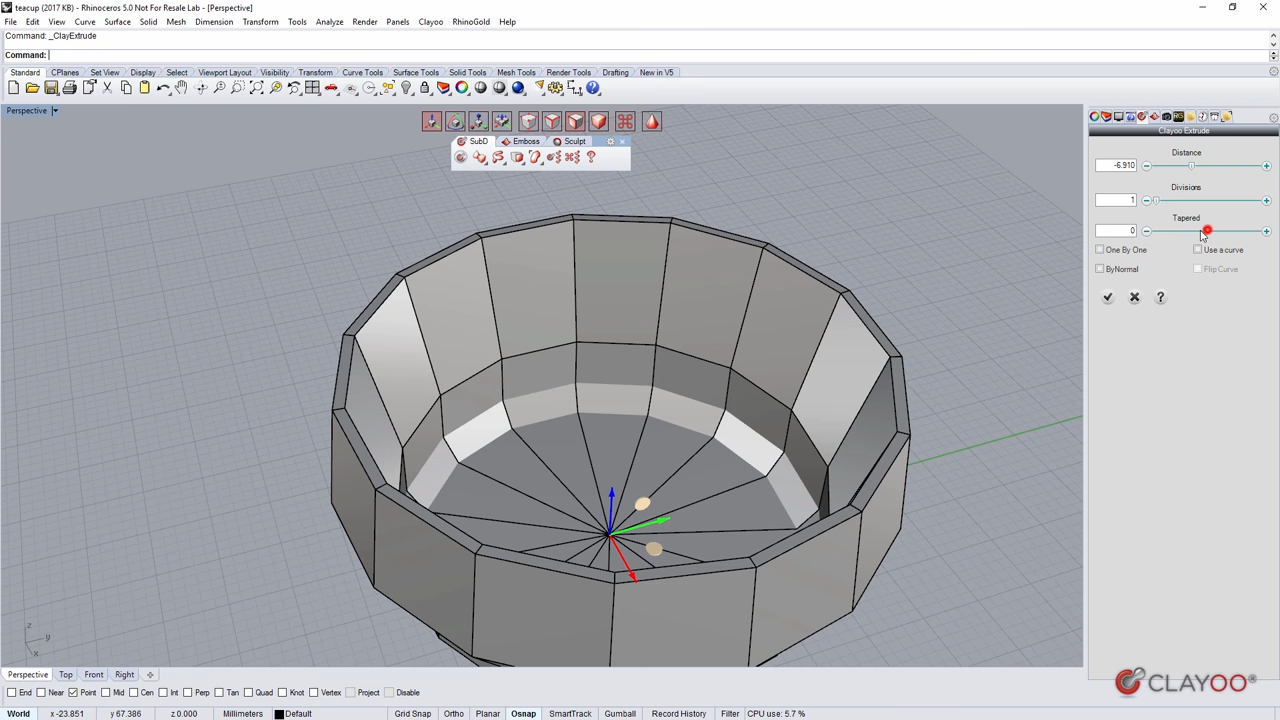 teacup (2017 KB) - Rhinoceros 5.0 Not For Resale Lab - [Perspective]
File Edit View Curve Surface Solid Mesh Dimension Transform Tools Analyze Render Panels Clayoo RhinoGold Help
Command: _ClayExtrude
Command:
Standard CPlanes Set View Display Select Viewport Layout Visibility Transform Curve Tools Surface Tools Solid Tools Mesh Tools Render Tools Drafting New in V5
Perspective
SubD Emboss Sculpt
Clayoo Extrude
Distance
-6.910
Divisions
1
Tapered
0
One By One Use a curve
ByNormal Flip Curve
z
y
x
CLAYOO®
Perspective Top Front Right
End Near Point Mid Cen Int Perp Tan Quad Knot Vertex Project Disable
World x -23.851 y 67.386 z 0.000 Millimeters Default Grid Snap Ortho Planar Osnap SmartTrack Gumball Record History Filter CPU use: 5.7 %